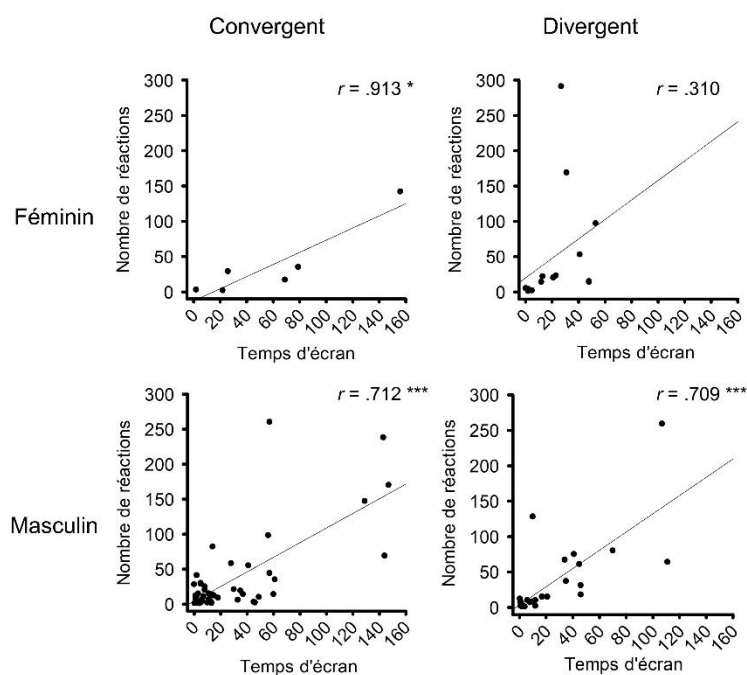 Convergent
Divergent
Féminin
Nombre de réactions
300
250
200
150
100
50
0
r = .913 *
0 20 40 60 80 100 120 140 160
Temps d'écran
Nombre de réactions
300
250
200
150
100
50
0
r = .310
0 20 40 60 80 100 120 140 160
Temps d'écran
Masculin
Nombre de réactions
300
250
200
150
100
50
0
r = .712 ***
0 20 40 60 80 100 120 140 160
Temps d'écran
Nombre de réactions
300
250
200
150
100
50
0
r = .709 ***
0 20 40 60 80 100 120 140 160
Temps d'écran